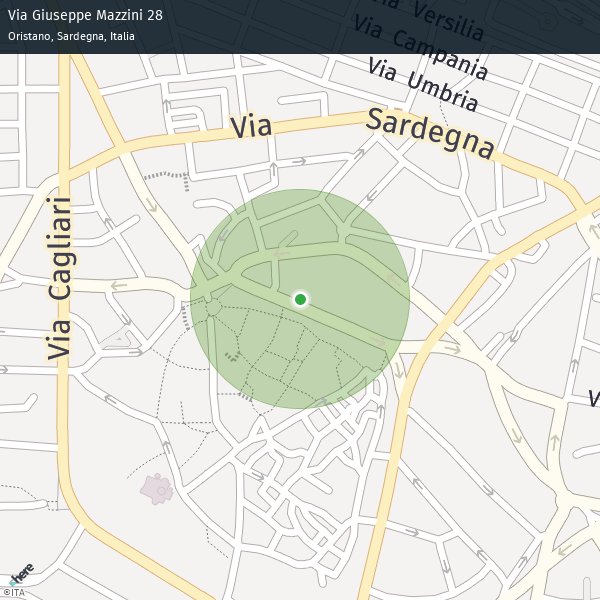 Via Giuseppe Mazzini 28
Oristano, Sardegna, Italia
Via Versilia
Via Campania
Via Umbria
Via Sardegna
Via Cagliari
V
here
©ITA